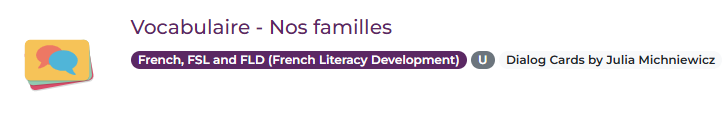 Vocabulaire - Nos familles
French, FSL and FLD (French Literacy Development) U Dialog Cards by Julia Michniewicz